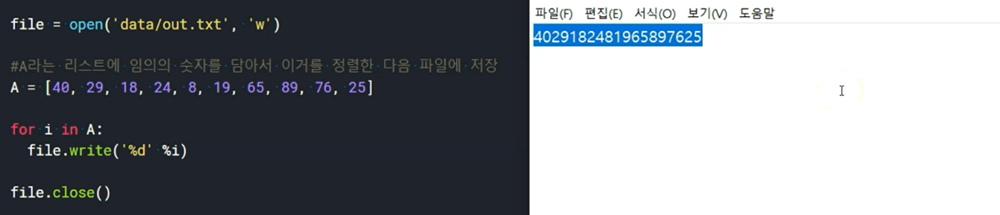 file = open('data/out.txt', 'w')
#A라는 리스트에 임의의 숫자를 담아서 이거를 정렬한 다음 파일에 저장
A = [40, 29, 18, 24, 8, 19, 65, 89, 76, 25]
for i in A:
file.write('%d' %i)
file.close()
파일(F) 편집(E) 서식(O) 보기(V) 도움말
4029182481965897625